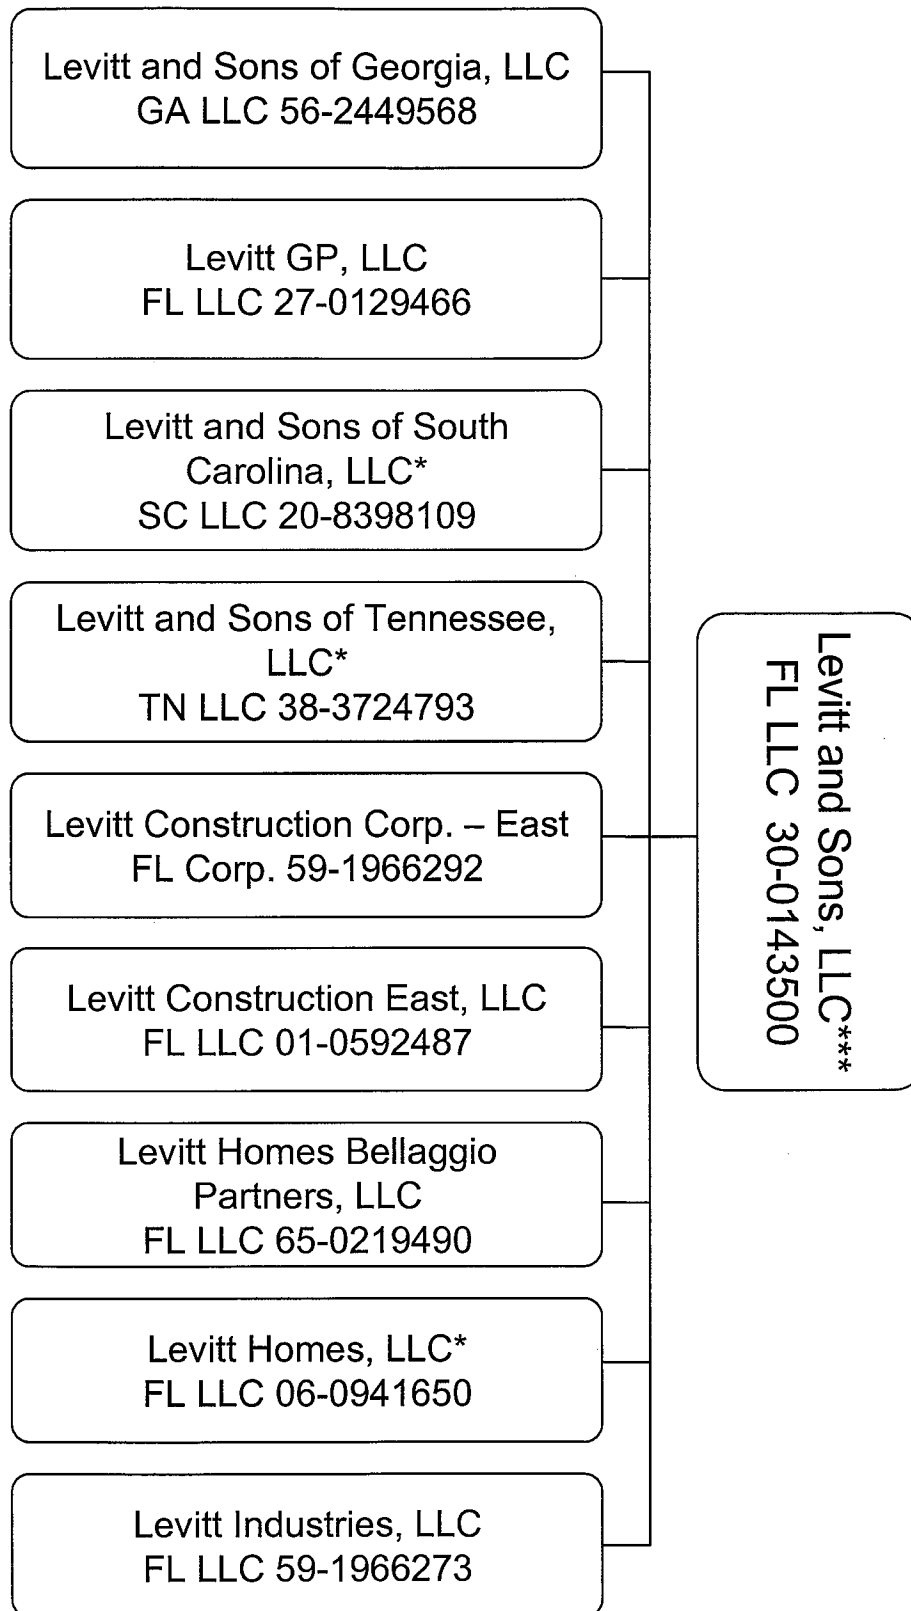 Levitt and Sons of Georgia, LLC
GA LLC 56-2449568
Levitt GP, LLC
FL LLC 27-0129466
Levitt and Sons of South
Carolina, LLC*
SC LLC 20-8398109
Levitt and Sons of Tennessee,
LLC*
TN LLC 38-3724793
Levitt Construction Corp. – East
FL Corp. 59-1966292
Levitt Construction East, LLC
FL LLC 01-0592487
Levitt Homes Bellaggio
Partners, LLC
FL LLC 65-0219490
Levitt Homes, LLC*
FL LLC 06-0941650
Levitt Industries, LLC
FL LLC 59-1966273
Levitt and Sons, LLC***
FL LLC 30-0143500